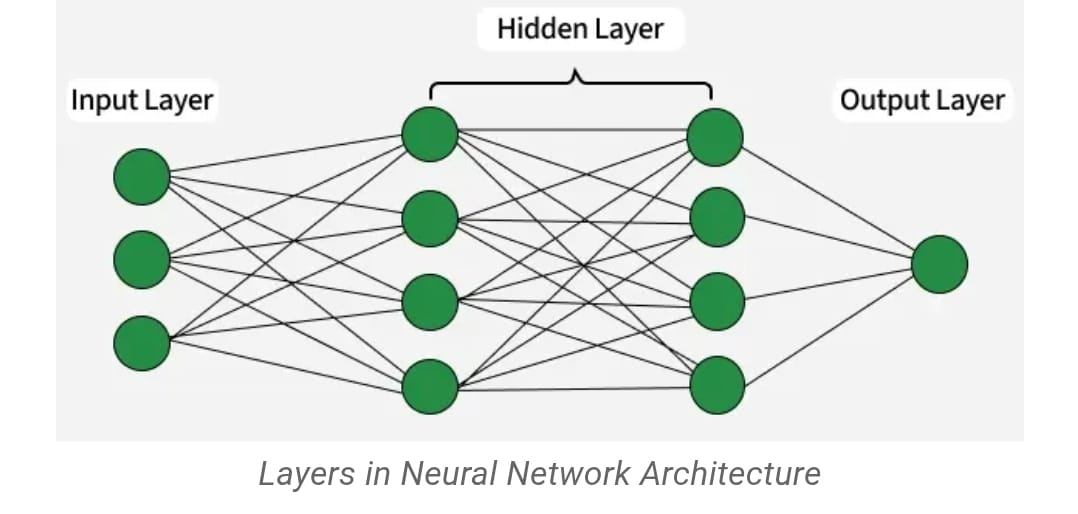 Hidden Layer
Input Layer
Output Layer
Layers in Neural Network Architecture